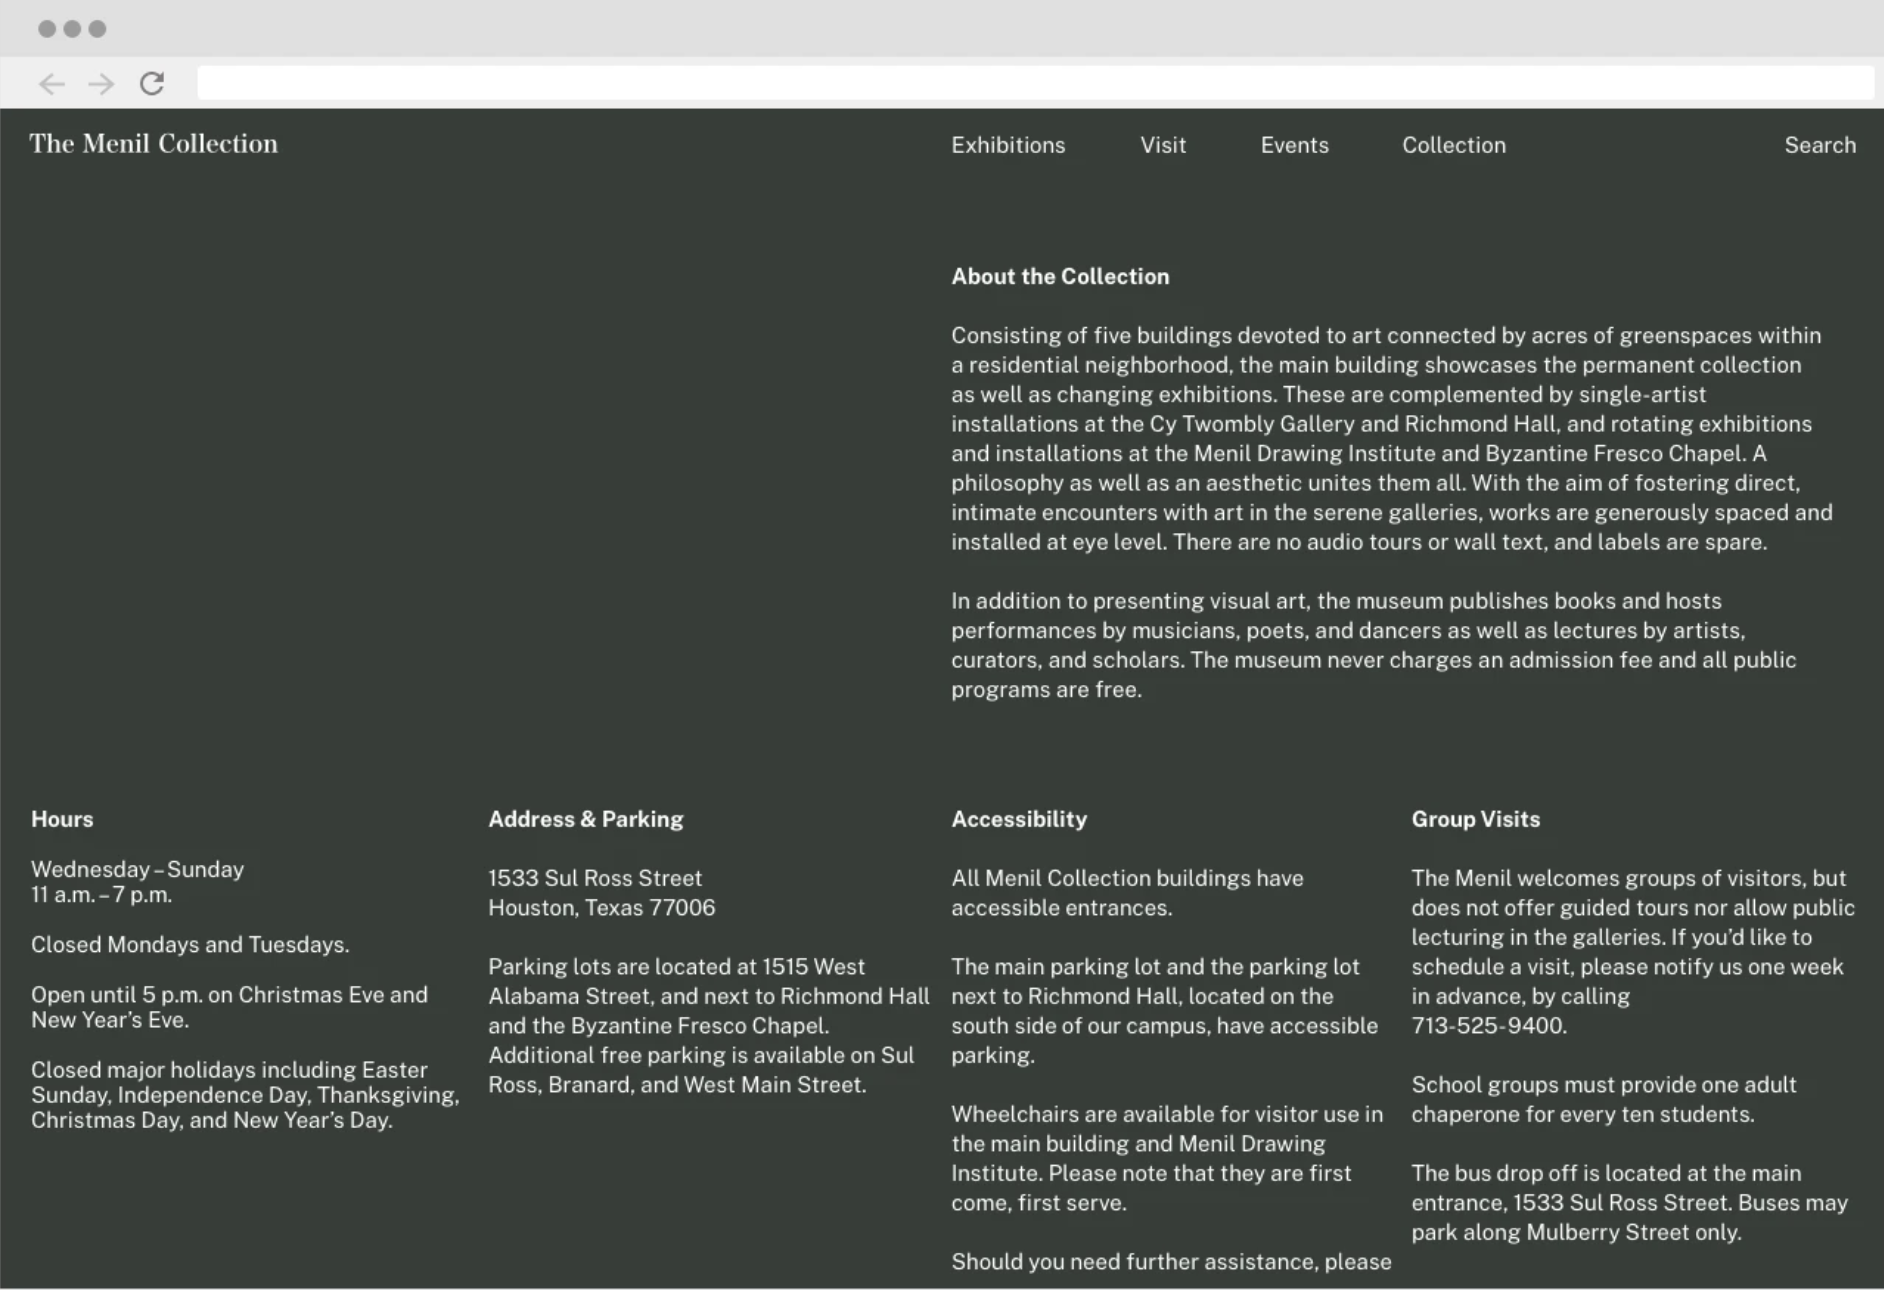 The Menil Collection
Exhibitions
Visit
Events
Collection
Search
About the Collection
Consisting of five buildings devoted to art connected by acres of greenspaces within
a residential neighborhood, the main building showcases the permanent collection
as well as changing exhibitions. These are complemented by single-artist
installations at the Cy Twombly Gallery and Richmond Hall, and rotating exhibitions
and installations at the Menil Drawing Institute and Byzantine Fresco Chapel. A
philosophy as well as an aesthetic unites them all. With the aim of fostering direct,
intimate encounters with art in the serene galleries, works are generously spaced and
installed at eye level. There are no audio tours or wall text, and labels are spare.
In addition to presenting visual art, the museum publishes books and hosts
performances by musicians, poets, and dancers as well as lectures by artists,
curators, and scholars. The museum never charges an admission fee and all public
programs are free.
Hours
Wednesday – Sunday
11 a.m. – 7 p.m.
Closed Mondays and Tuesdays.
Open until 5 p.m. on Christmas Eve and
New Year’s Eve.
Closed major holidays including Easter
Sunday, Independence Day, Thanksgiving,
Christmas Day, and New Year’s Day.
Address & Parking
1533 Sul Ross Street
Houston, Texas 77006
Parking lots are located at 1515 West
Alabama Street, and next to Richmond Hall
and the Byzantine Fresco Chapel.
Additional free parking is available on Sul
Ross, Branard, and West Main Street.
Accessibility
All Menil Collection buildings have
accessible entrances.
The main parking lot and the parking lot
next to Richmond Hall, located on the
south side of our campus, have accessible
parking.
Wheelchairs are available for visitor use in
the main building and Menil Drawing
Institute. Please note that they are first
come, first serve.
Should you need further assistance, please
Group Visits
The Menil welcomes groups of visitors, but
does not offer guided tours nor allow public
lecturing in the galleries. If you’d like to
schedule a visit, please notify us one week
in advance, by calling
713-525-9400.
School groups must provide one adult
chaperone for every ten students.
The bus drop off is located at the main
entrance, 1533 Sul Ross Street. Buses may
park along Mulberry Street only.